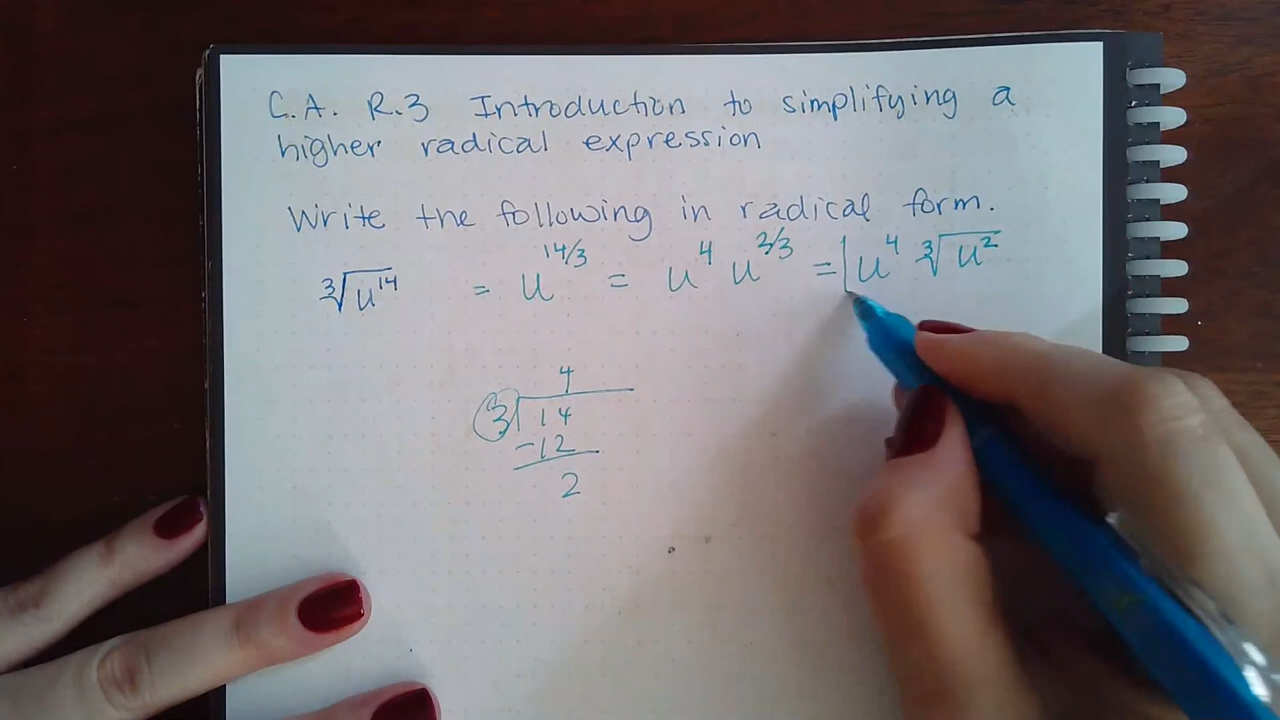 C.A. R.3 Introduction to simplifying a
higher radical expression
Write the following in radical form.
∛u¹⁴ = u^14/3 = u⁴ u^2/3 = u⁴ ∛u²
4
3 14
-12
2